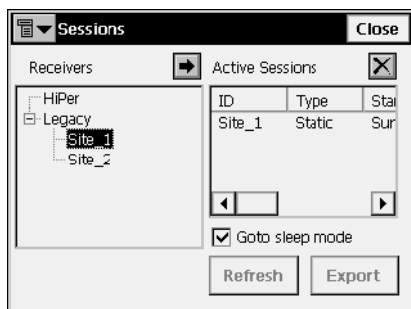 Sessions Close
Receivers Active Sessions
HiPer
Legacy
Site_1
Site_2
ID Type Star
Site_1 Static Sur
Goto sleep mode
Refresh Export